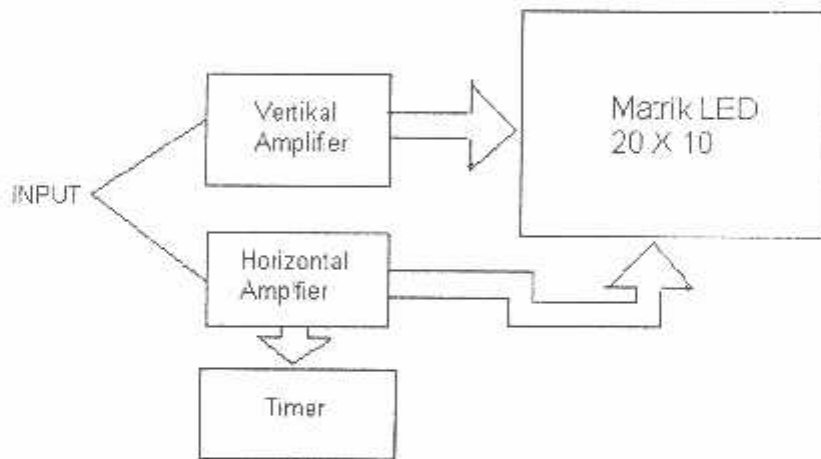 Vertikal
Amplifer
Matrik LED
20 X 10
INPUT
Horizontal
Ampfier
Timer